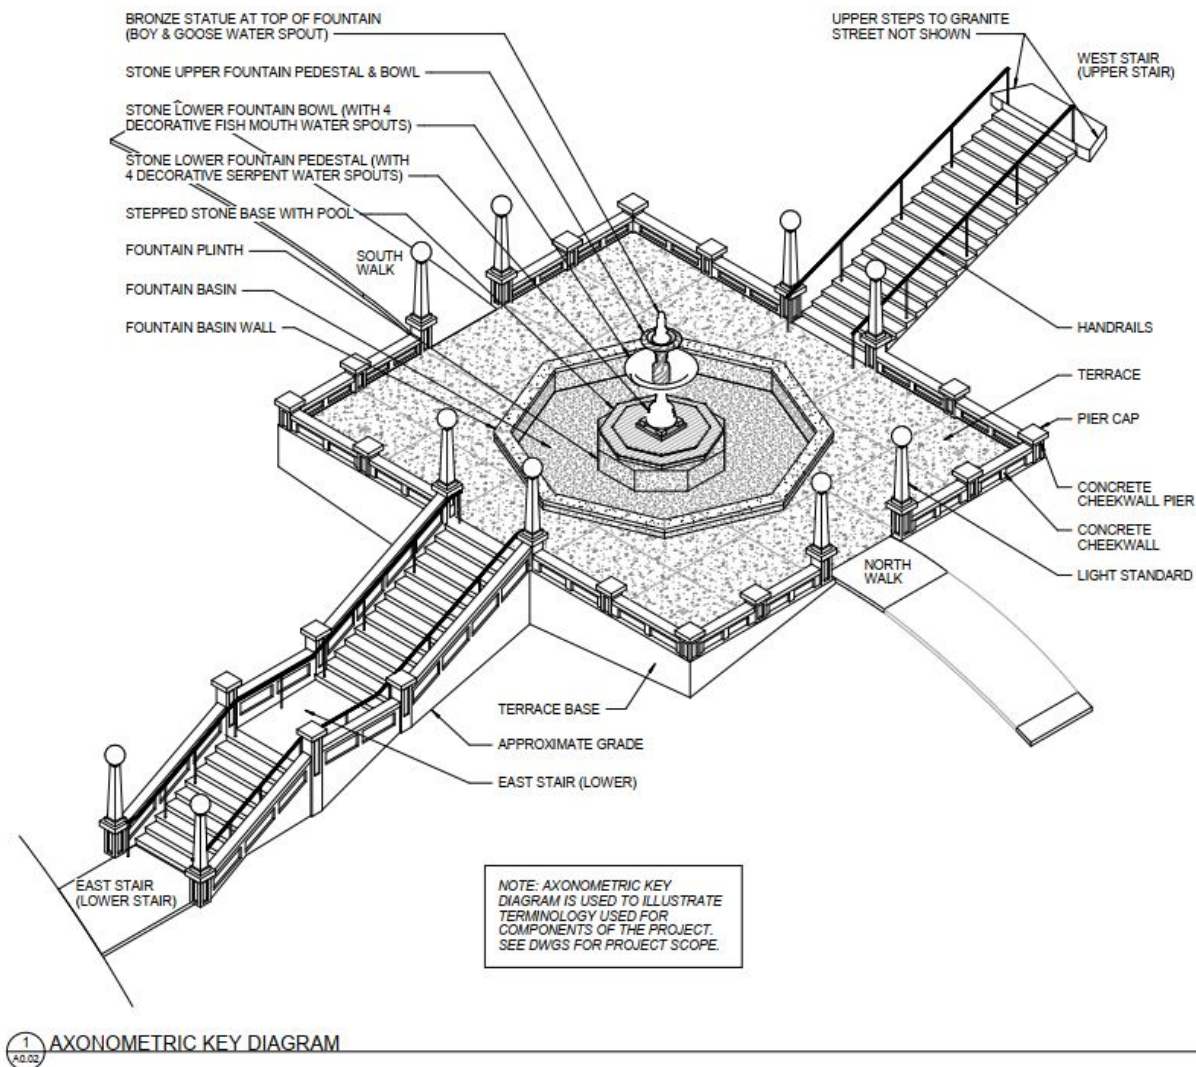 BRONZE STATUE AT TOP OF FOUNTAIN
(BOY & GOOSE WATER SPOUT)
STONE UPPER FOUNTAIN PEDESTAL & BOWL
STONE LOWER FOUNTAIN BOWL (WITH 4
DECORATIVE FISH MOUTH WATER SPOUTS)
STONE LOWER FOUNTAIN PEDESTAL (WITH
4 DECORATIVE SERPENT WATER SPOUTS)
STEPPED STONE BASE WITH POOL
FOUNTAIN PLINTH
FOUNTAIN BASIN
FOUNTAIN BASIN WALL
SOUTH
WALK
UPPER STEPS TO GRANITE
STREET NOT SHOWN
WEST STAIR
(UPPER STAIR)
HANDRAILS
TERRACE
PIER CAP
CONCRETE
CHEEKWALL PIER
CONCRETE
CHEEKWALL
LIGHT STANDARD
NORTH
WALK
TERRACE BASE
APPROXIMATE GRADE
EAST STAIR (LOWER)
EAST STAIR
(LOWER STAIR)
NOTE: AXONOMETRIC KEY
DIAGRAM IS USED TO ILLUSTRATE
TERMINOLOGY USED FOR
COMPONENTS OF THE PROJECT.
SEE DWGS FOR PROJECT SCOPE.
1
A0.02
AXONOMETRIC KEY DIAGRAM